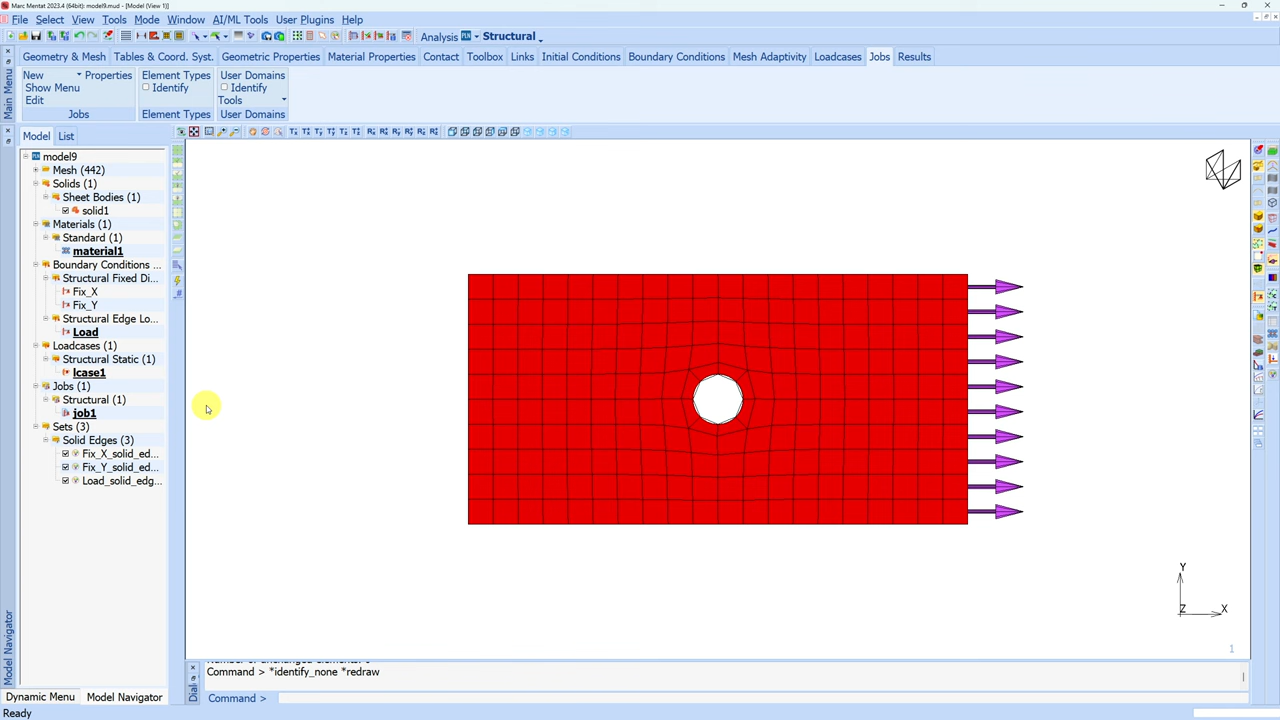 Marc Mentat 2023.4 (64bit): model9.mud - [Model (View 1)]
File Select View Tools Mode Window AI/ML Tools User Plugins Help
Analysis PLN Structural
Geometry & Mesh Tables & Coord. Syst. Geometric Properties Material Properties Contact Toolbox Links Initial Conditions Boundary Conditions Mesh Adaptivity Loadcases Jobs Results
New Properties Element Types User Domains
Show Menu Identify Identify
Edit Tools
Jobs Element Types User Domains
Main Menu
Model List
model9
Mesh (442)
Solids (1)
Sheet Bodies (1)
solid1
Materials (1)
Standard (1)
material1
Boundary Conditions ...
Structural Fixed Di...
Fix_X
Fix_Y
Structural Edge Lo...
Load
Loadcases (1)
Structural Static (1)
lcase1
Jobs (1)
Structural (1)
job1
Sets (3)
Solid Edges (3)
Fix_X_solid_ed...
Fix_Y_solid_ed...
Load_solid_edg...
Model Navigator
Y
Z X
1
Command > *identify_none *redraw
Command >
Dynamic Menu Model Navigator
Ready